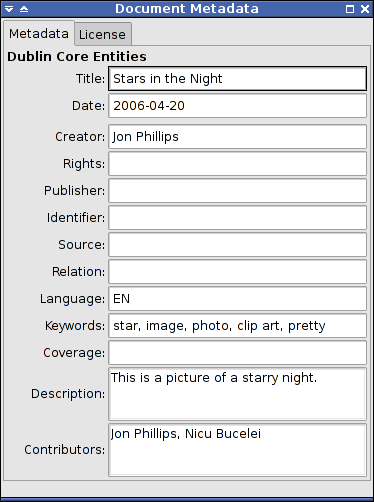 Document Metadata
Metadata License
Dublin Core Entities
Title: Stars in the Night
Date: 2006-04-20
Creator: Jon Phillips
Rights:
Publisher:
Identifier:
Source:
Relation:
Language: EN
Keywords: star, image, photo, clip art, pretty
Coverage:
Description: This is a picture of a starry night.
Contributors: Jon Phillips, Nicu Bucelei